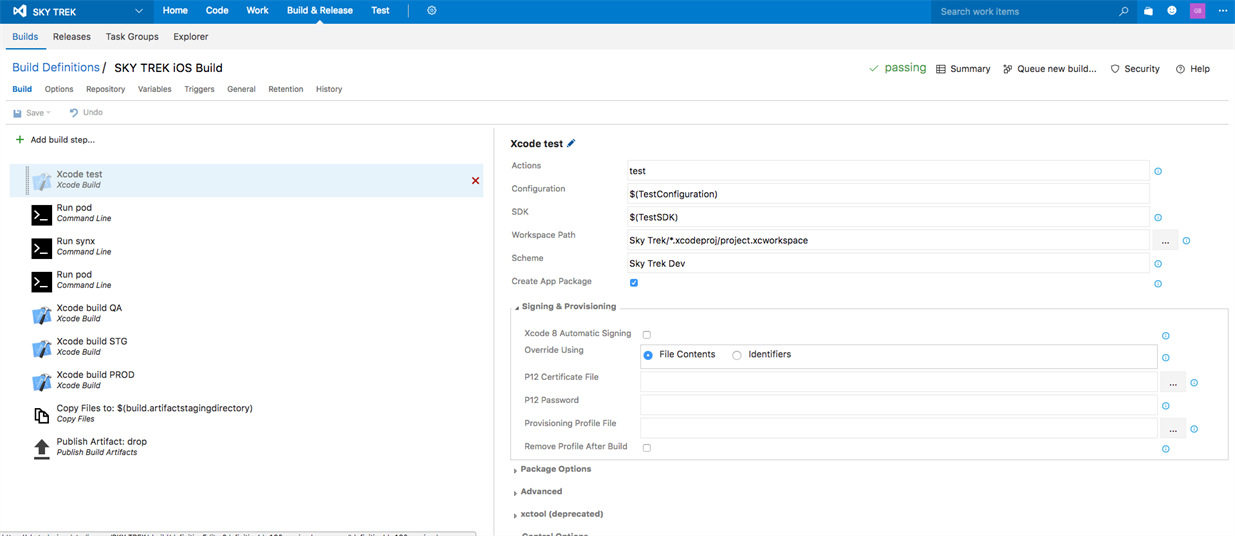 SKY TREK
Home Code Work Build & Release Test
Search work items
GB
Builds Releases Task Groups Explorer
Build Definitions / SKY TREK iOS Build
passing Summary Queue new build... Security Help
Build Options Repository Variables Triggers General Retention History
Save Undo
Add build step...
Xcode test
Xcode Build
Run pod
Command Line
Run synx
Command Line
Run pod
Command Line
Xcode build QA
Xcode Build
Xcode build STG
Xcode Build
Xcode build PROD
Xcode Build
Copy Files to: $(build.artifactstagingdirectory)
Copy Files
Publish Artifact: drop
Publish Build Artifacts
Xcode test
Actions test
Configuration $(TestConfiguration)
SDK $(TestSDK)
Workspace Path Sky Trek/*.xcodeproj/project.xcworkspace ...
Scheme Sky Trek Dev
Create App Package
Signing & Provisioning
Xcode 8 Automatic Signing
Override Using File Contents Identifiers
P12 Certificate File ...
P12 Password
Provisioning Profile File ...
Remove Profile After Build
Package Options
Advanced
xctool (deprecated)
Control Options